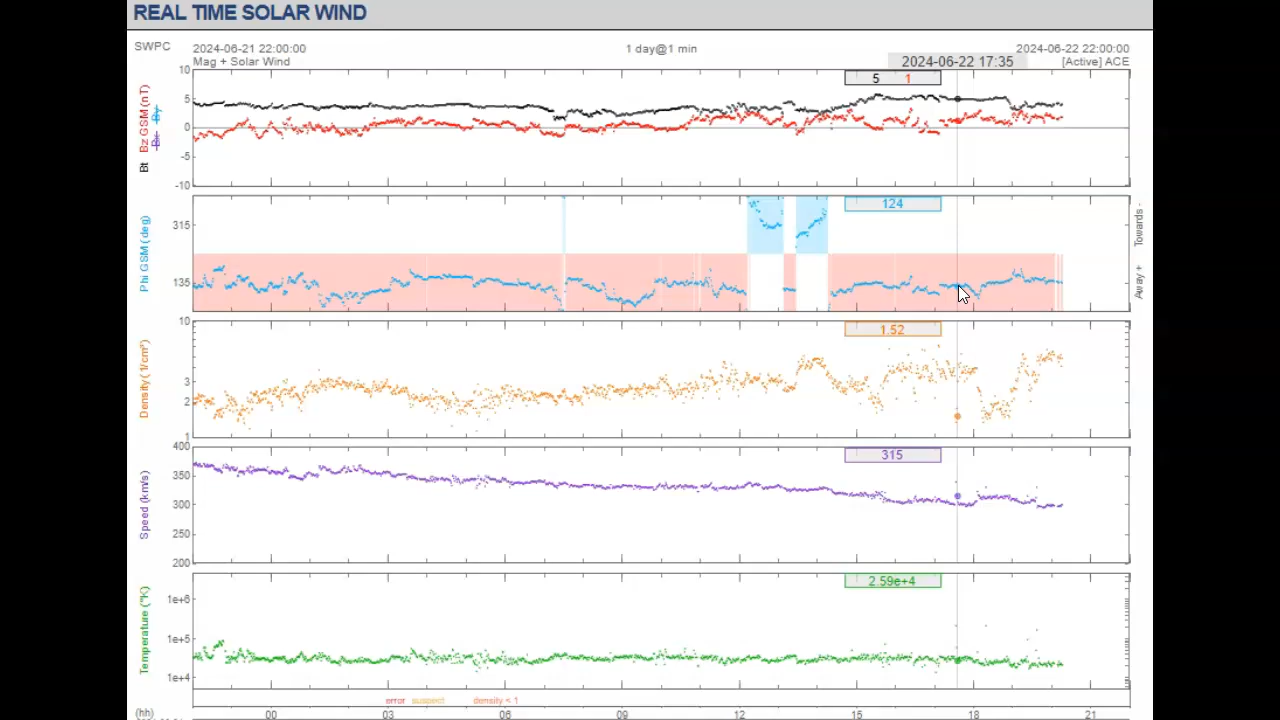 REAL TIME SOLAR WIND
SWPC 2024-06-21 22:00:00 1 day@1 min 2024-06-22 22:00:00
Mag + Solar Wind 2024-06-22 17:35 [Active] ACE
Bt Bz GSM (nT)
10
5
0
-5
-10
5 1
Phi GSM (deg)
315
135
124
Towards -
Away +
Density (1/cm³)
10
3
2
1
1.52
Speed (km/s)
400
350
300
250
200
315
Temperature (°K)
1e+6
1e+5
1e+4
2.59e+4
error suspect density < 1
(hh) 00 03 06 09 12 15 18 21